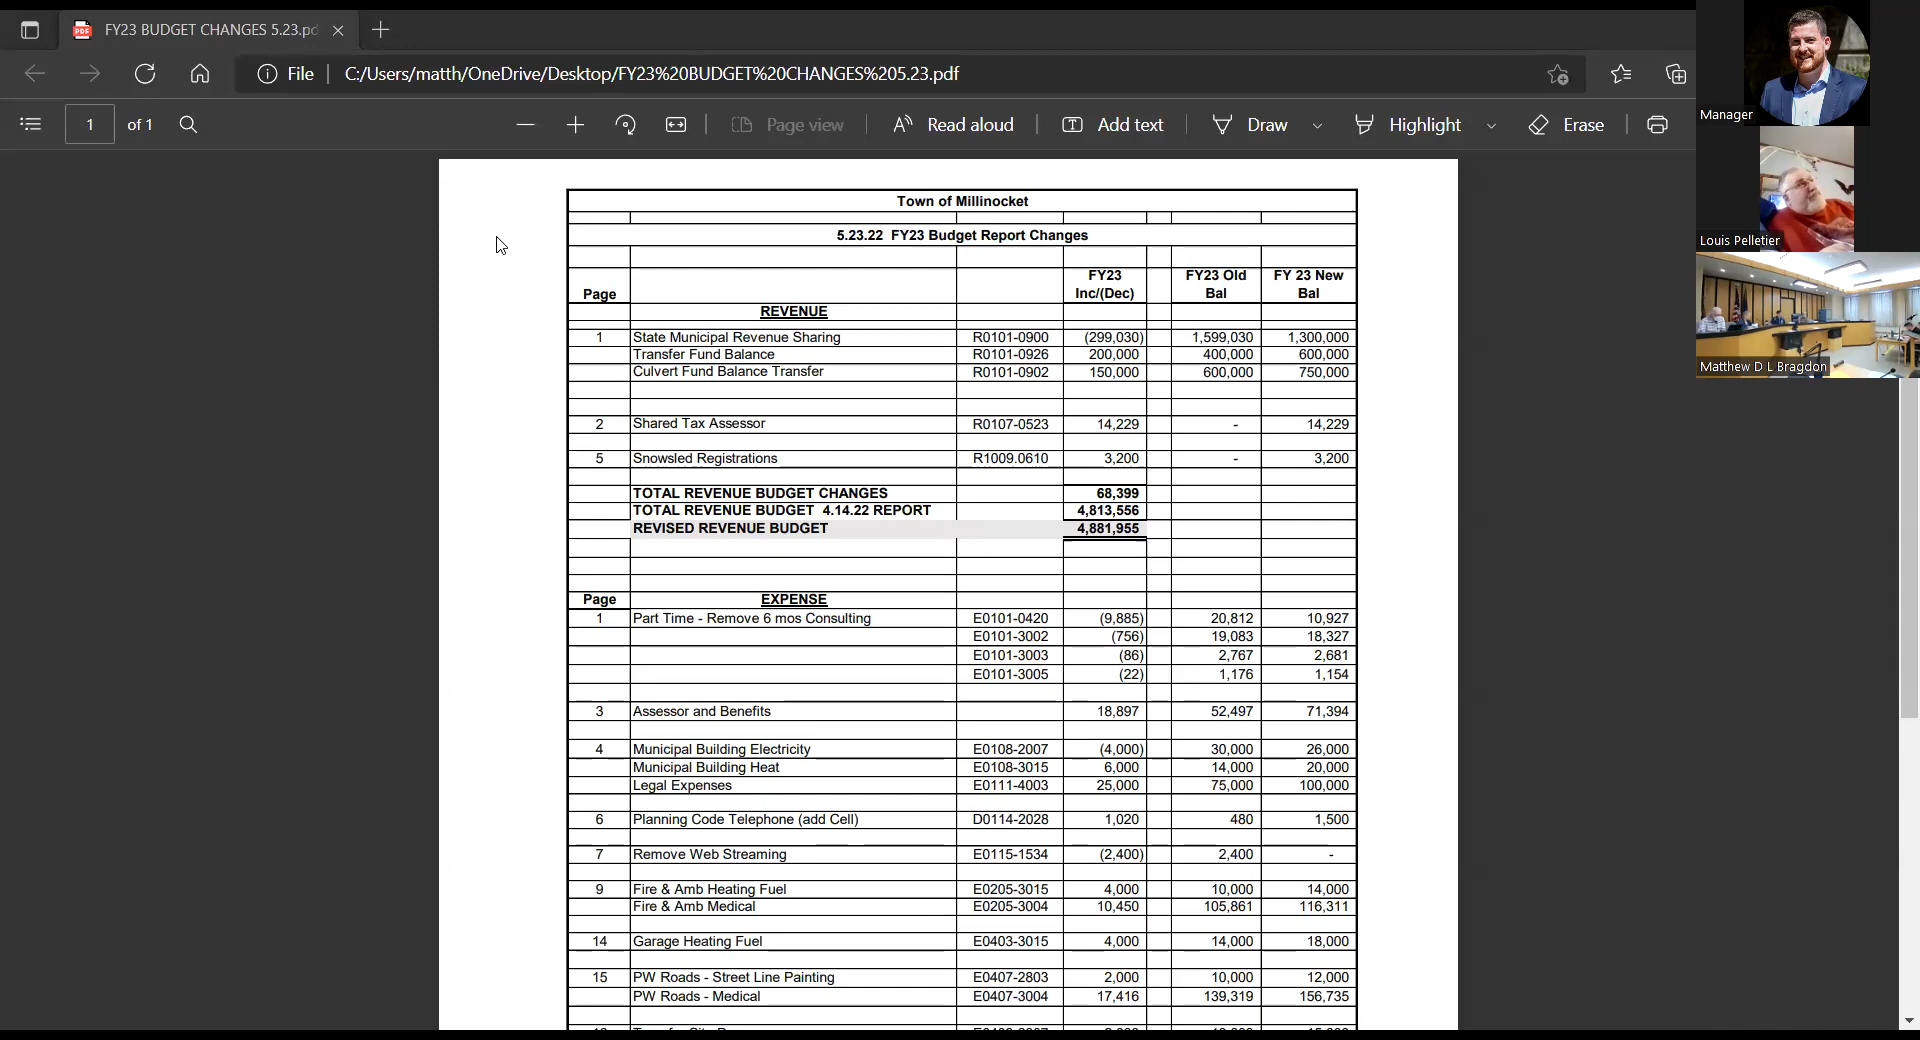 FY23 BUDGET CHANGES 5.23.pd
File C:/Users/matth/OneDrive/Desktop/FY23%20BUDGET%20CHANGES%205.23.pdf
1 of 1 Page view Read aloud Add text Draw Highlight Erase
Manager
Louis Pelletier
Matthew D L Bragdon
Town of Millinocket
5.23.22 FY23 Budget Report Changes
FY23 FY23 Old FY 23 New
Page Inc/(Dec) Bal Bal
REVENUE
1 State Municipal Revenue Sharing R0101-0900 (299,030) 1,599,030 1,300,000
Transfer Fund Balance R0101-0926 200,000 400,000 600,000
Culvert Fund Balance Transfer R0101-0902 150,000 600,000 750,000
2 Shared Tax Assessor R0107-0523 14,229 - 14,229
5 Snowsled Registrations R1009.0610 3,200 - 3,200
TOTAL REVENUE BUDGET CHANGES 68,399
TOTAL REVENUE BUDGET 4.14.22 REPORT 4,813,556
REVISED REVENUE BUDGET 4,881,955
Page EXPENSE
1 Part Time - Remove 6 mos Consulting E0101-0420 (9,885) 20,812 10,927
E0101-3002 (756) 19,083 18,327
E0101-3003 (86) 2,767 2,681
E0101-3005 (22) 1,176 1,154
3 Assessor and Benefits 18,897 52,497 71,394
4 Municipal Building Electricity E0108-2007 (4,000) 30,000 26,000
Municipal Building Heat E0108-3015 6,000 14,000 20,000
Legal Expenses E0111-4003 25,000 75,000 100,000
6 Planning Code Telephone (add Cell) D0114-2028 1,020 480 1,500
7 Remove Web Streaming E0115-1534 (2,400) 2,400 -
9 Fire & Amb Heating Fuel E0205-3015 4,000 10,000 14,000
Fire & Amb Medical E0205-3004 10,450 105,861 116,311
14 Garage Heating Fuel E0403-3015 4,000 14,000 18,000
15 PW Roads - Street Line Painting E0407-2803 2,000 10,000 12,000
PW Roads - Medical E0407-3004 17,416 139,319 156,735